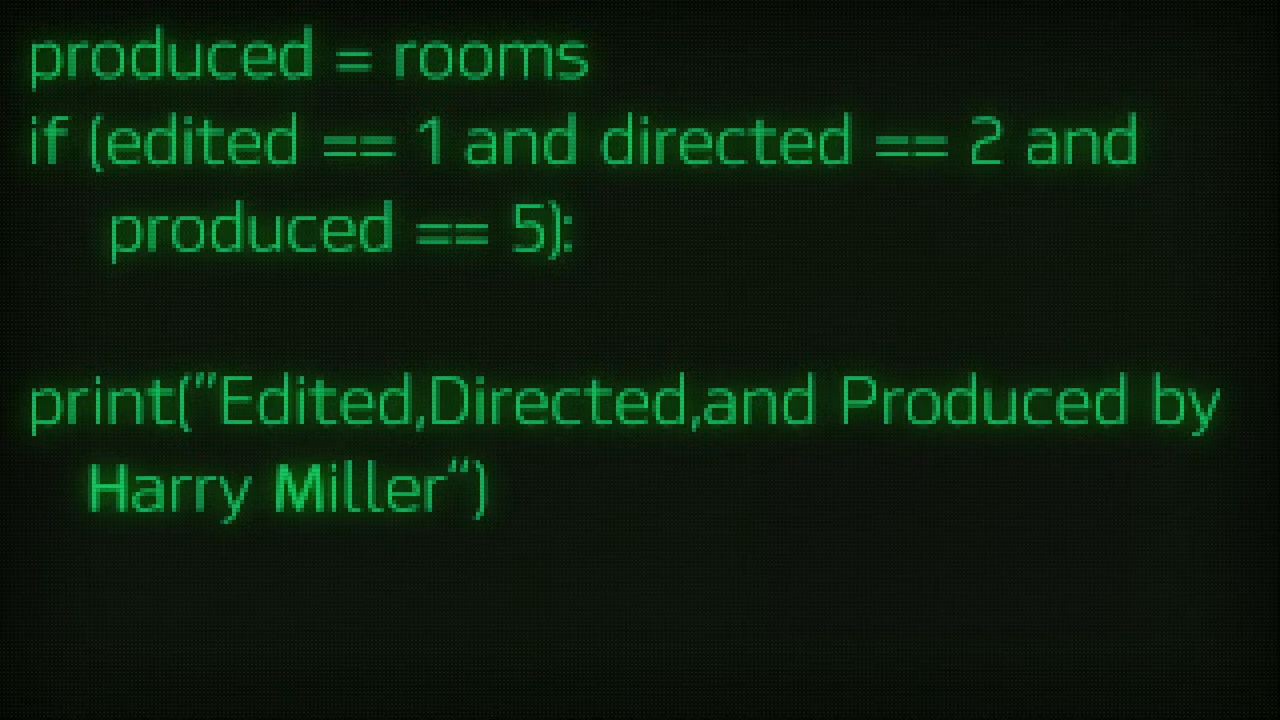 produced = rooms
if (edited == 1 and directed == 2 and
produced == 5):
print(“Edited,Directed,and Produced by
Harry Miller“)